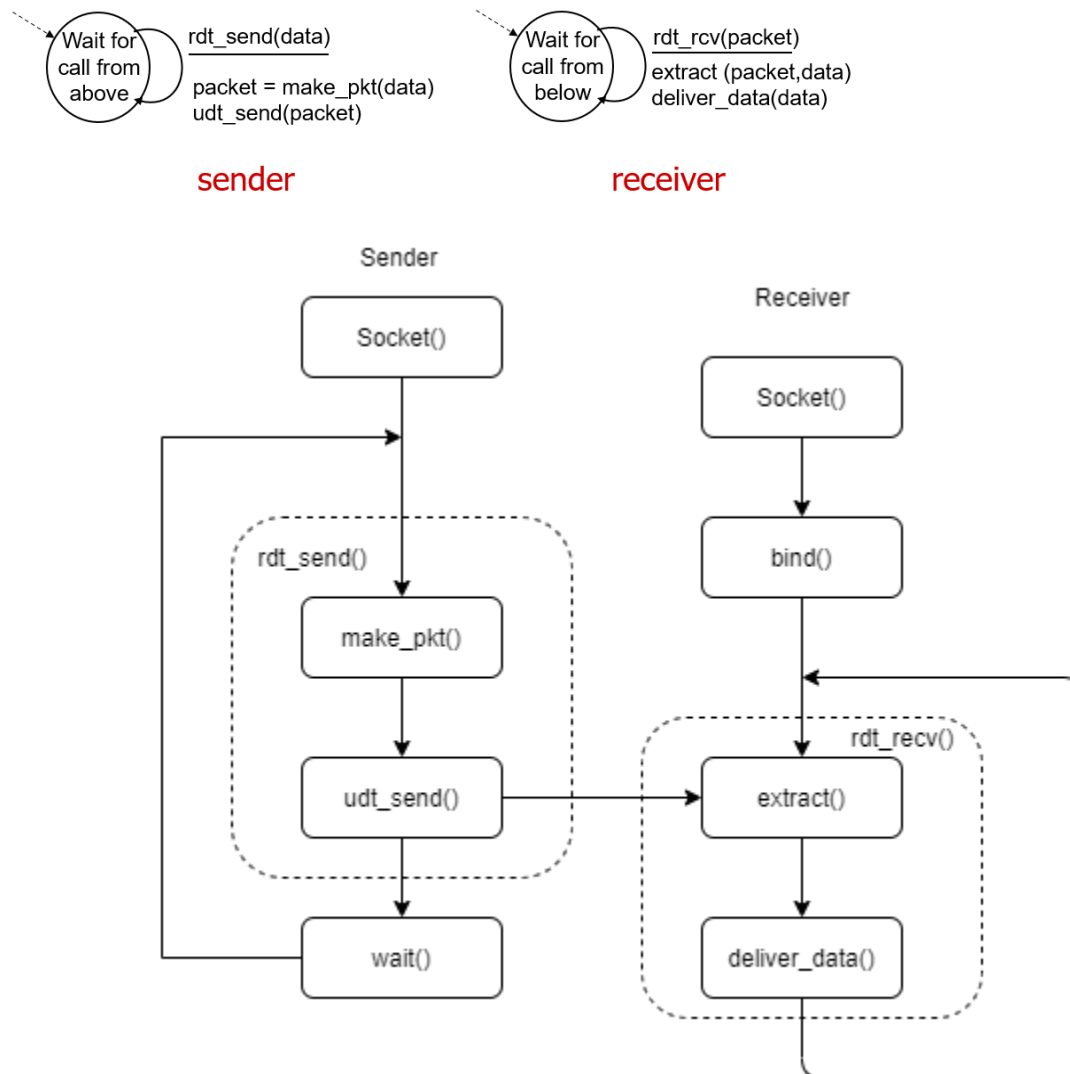 Wait for
call from
above
rdt_send(data)
packet = make_pkt(data)
udt_send(packet)
Wait for
call from
below
rdt_rcv(packet)
extract (packet,data)
deliver_data(data)
sender
receiver
Sender
Receiver
Socket()
Socket()
bind()
rdt_send()
make_pkt()
rdt_recv()
udt_send()
extract()
wait()
deliver_data()